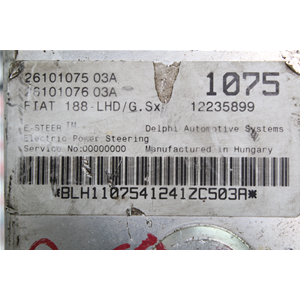 26101075 03A 1075
26101076 03A
FIAT 188-LHD/G.Sx 12235899
E-STEER™ Delphi Automotive Systems
Electric Power Steering
Service No:00000000 Manufactured in Hungary
*BLH1107541241ZC503A*